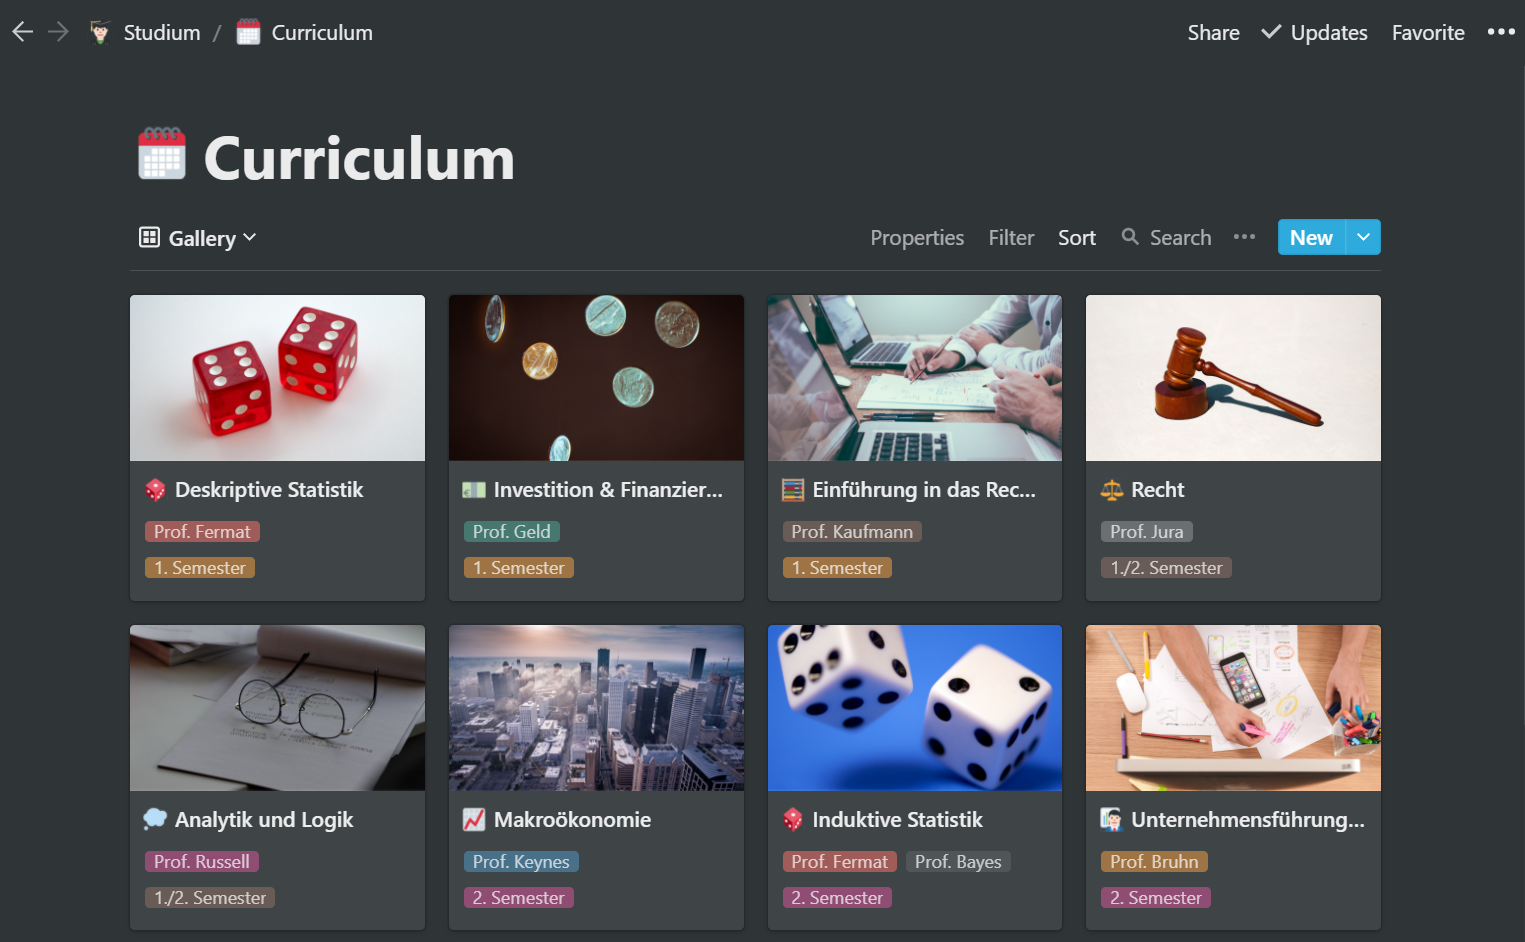 Studium / Curriculum
Share Updates Favorite
Curriculum
Gallery
Properties Filter Sort Search New
Deskriptive Statistik
Prof. Fermat
1. Semester
Investition & Finanzier...
Prof. Geld
1. Semester
Einführung in das Rec...
Prof. Kaufmann
1. Semester
Recht
Prof. Jura
1./2. Semester
Analytik und Logik
Prof. Russell
1./2. Semester
Makroökonomie
Prof. Keynes
2. Semester
Induktive Statistik
Prof. Fermat Prof. Bayes
2. Semester
Unternehmensführung...
Prof. Bruhn
2. Semester